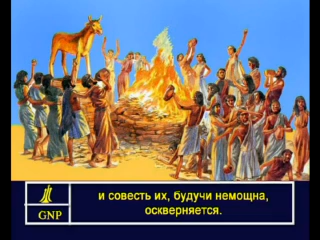 и совесть их, будучи немощна,
оскверняется.
GNP